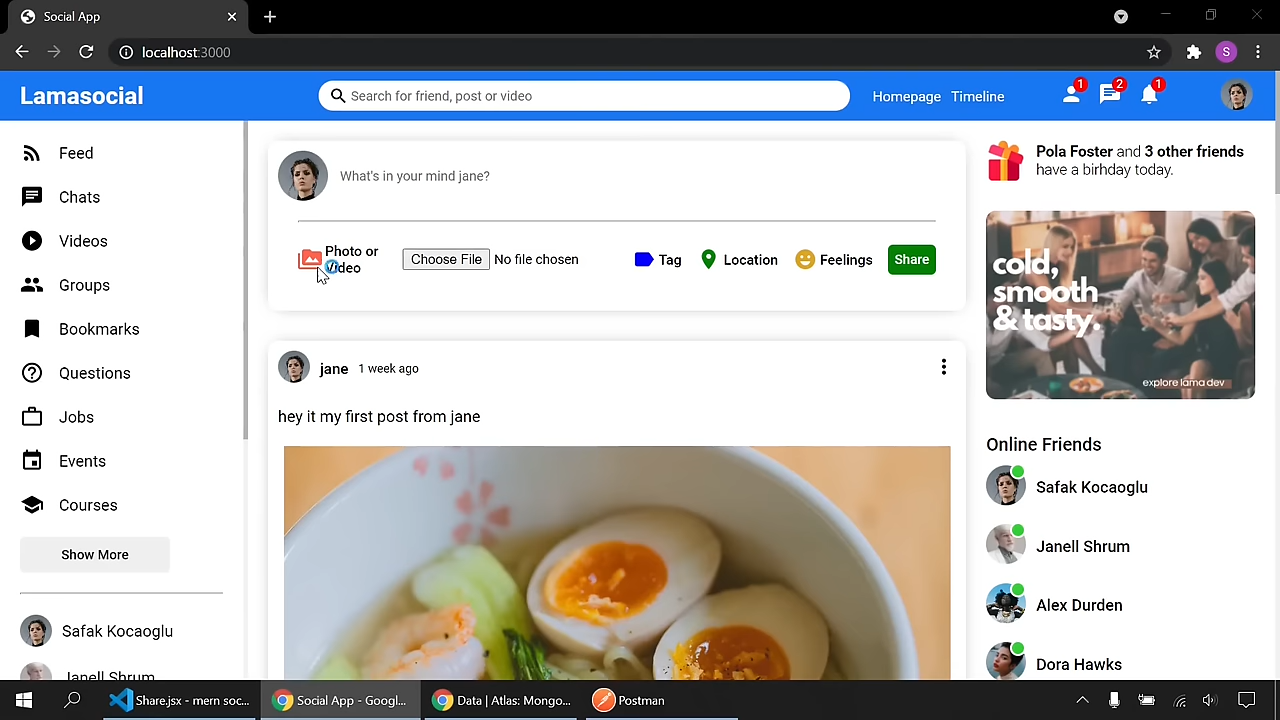 Social App
localhost:3000
S
Lamasocial
Search for friend, post or video
Homepage
Timeline
1
2
1
Feed
Chats
Videos
Groups
Bookmarks
Questions
Jobs
Events
Courses
Show More
Safak Kocaoglu
Janell Shrum
What's in your mind jane?
Photo or
Video
Choose File
No file chosen
Tag
Location
Feelings
Share
jane
1 week ago
hey it my first post from jane
Pola Foster and 3 other friends
have a birhday today.
cold,
smooth
& tasty.
explore lama dev
Online Friends
Safak Kocaoglu
Janell Shrum
Alex Durden
Dora Hawks
Share.jsx - mern soc...
Social App - Googl...
Data | Atlas: Mongo...
Postman